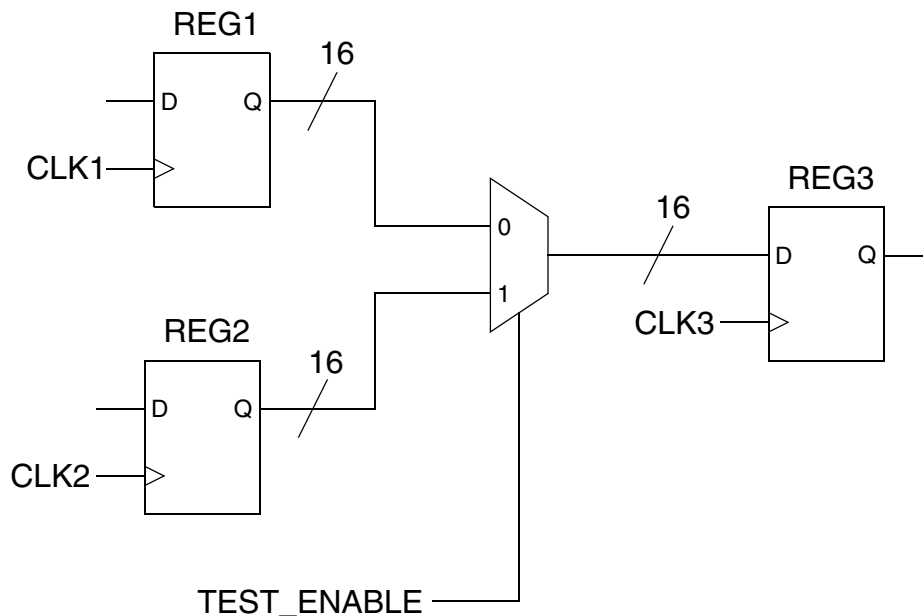 REG1
16
D Q
CLK1
REG3
0
16
D Q
1
CLK3
REG2
16
D Q
CLK2
TEST_ENABLE